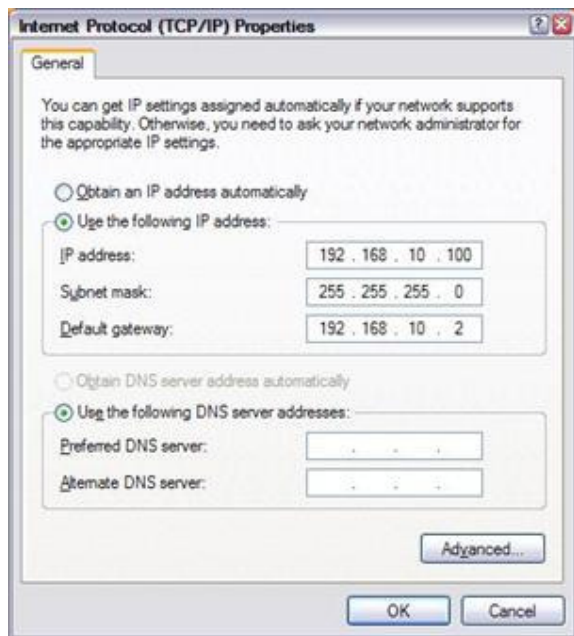 Internet Protocol (TCP/IP) Properties
General
You can get IP settings assigned automatically if your network supports
this capability. Otherwise, you need to ask your network administrator for
the appropriate IP settings.
Obtain an IP address automatically
Use the following IP address:
IP address: 192 . 168 . 10 . 100
Subnet mask: 255 . 255 . 255 . 0
Default gateway: 192 . 168 . 10 . 2
Obtain DNS server address automatically
Use the following DNS server addresses:
Preferred DNS server: . . .
Alternate DNS server: . . .
Advanced...
OK Cancel